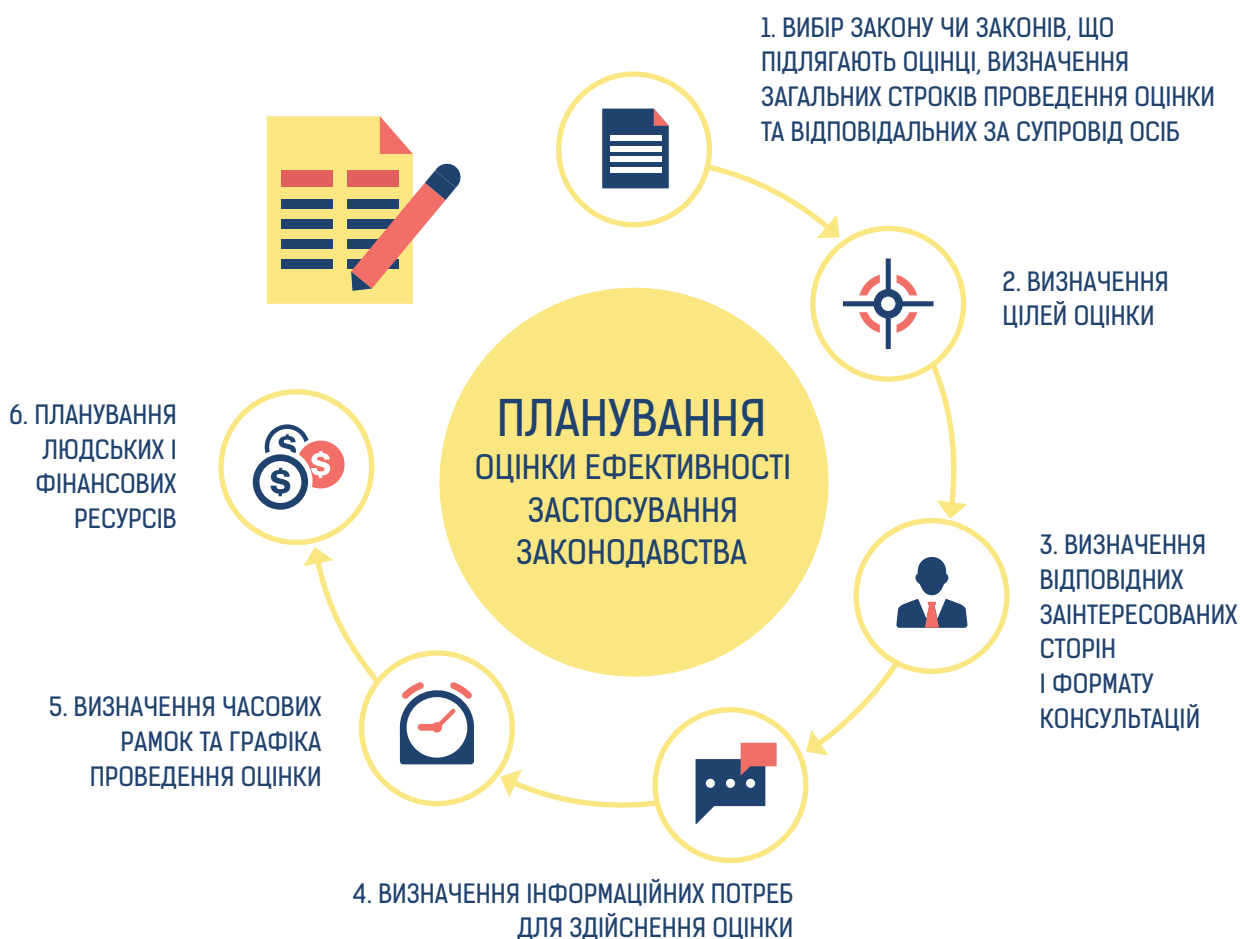 1. ВИБІР ЗАКОНУ ЧИ ЗАКОНІВ, ЩО
ПІДЛЯГАЮТЬ ОЦІНЦІ, ВИЗНАЧЕННЯ
ЗАГАЛЬНИХ СТРОКІВ ПРОВЕДЕННЯ ОЦІНКИ
ТА ВІДПОВІДАЛЬНИХ ЗА СУПРОВІД ОСІБ
2. ВИЗНАЧЕННЯ
ЦІЛЕЙ ОЦІНКИ
ПЛАНУВАННЯ
ОЦІНКИ ЕФЕКТИВНОСТІ
ЗАСТОСУВАННЯ
ЗАКОНОДАВСТВА
3. ВИЗНАЧЕННЯ
ВІДПОВІДНИХ
ЗАІНТЕРЕСОВАНИХ
СТОРІН
І ФОРМАТУ
КОНСУЛЬТАЦІЙ
4. ВИЗНАЧЕННЯ ІНФОРМАЦІЙНИХ ПОТРЕБ
ДЛЯ ЗДІЙСНЕННЯ ОЦІНКИ
5. ВИЗНАЧЕННЯ ЧАСОВИХ
РАМОК ТА ГРАФІКА
ПРОВЕДЕННЯ ОЦІНКИ
6. ПЛАНУВАННЯ
ЛЮДСЬКИХ І
ФІНАНСОВИХ
РЕСУРСІВ
$
$
$